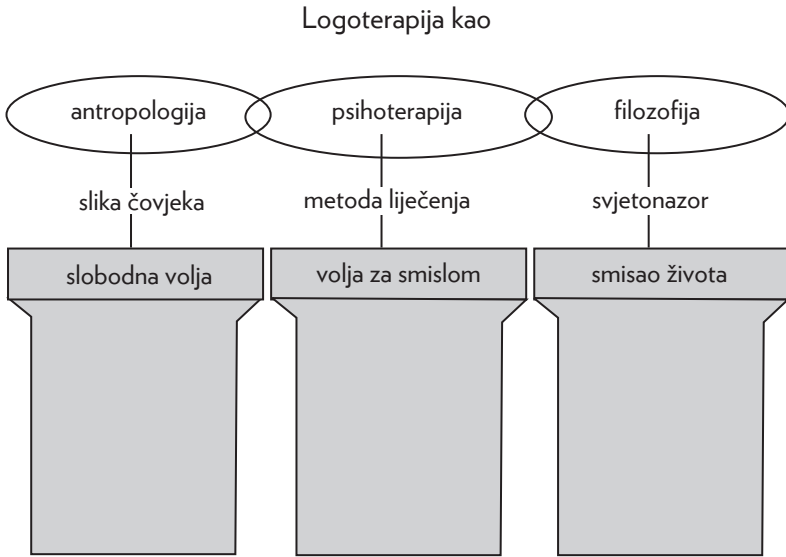 Logoterapija kao
antropologija
psihoterapija
filozofija
slika čovjeka
metoda liječenja
svjetonazor
slobodna volja
volja za smislom
smisao života